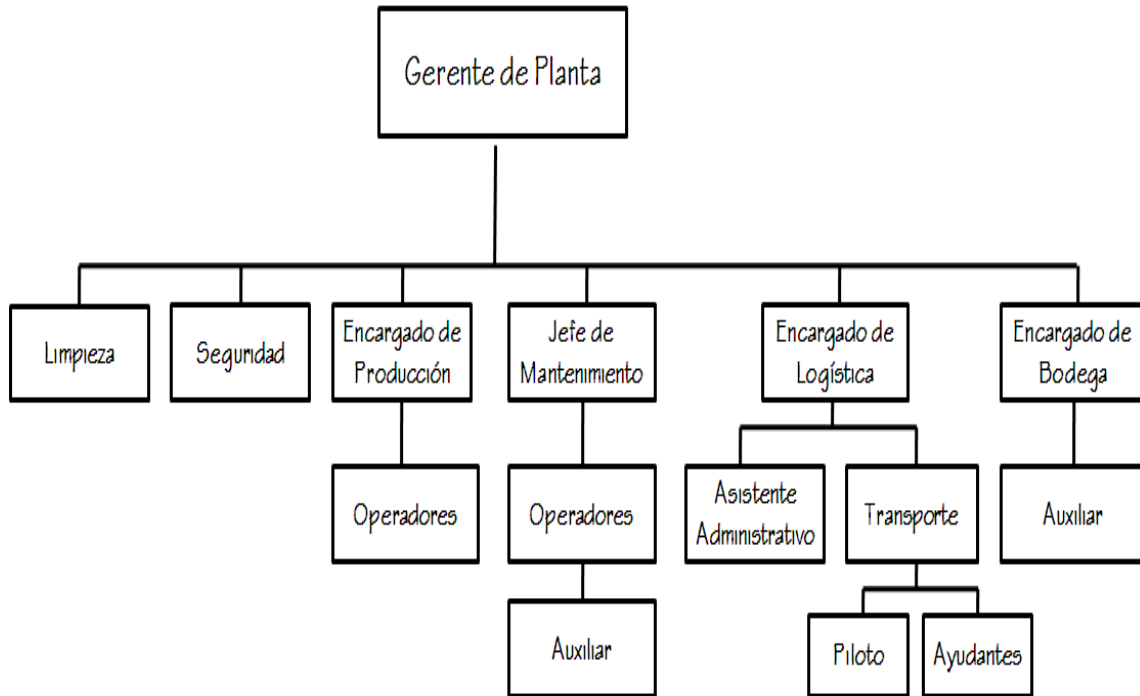 Gerente de Planta
Limpieza
Seguridad
Encargado de
Producción
Jefe de
Mantenimiento
Encargado de
Logística
Encargado de
Bodega
Operadores
Operadores
Asistente
Administrativo
Transporte
Auxiliar
Auxiliar
Piloto
Ayudantes